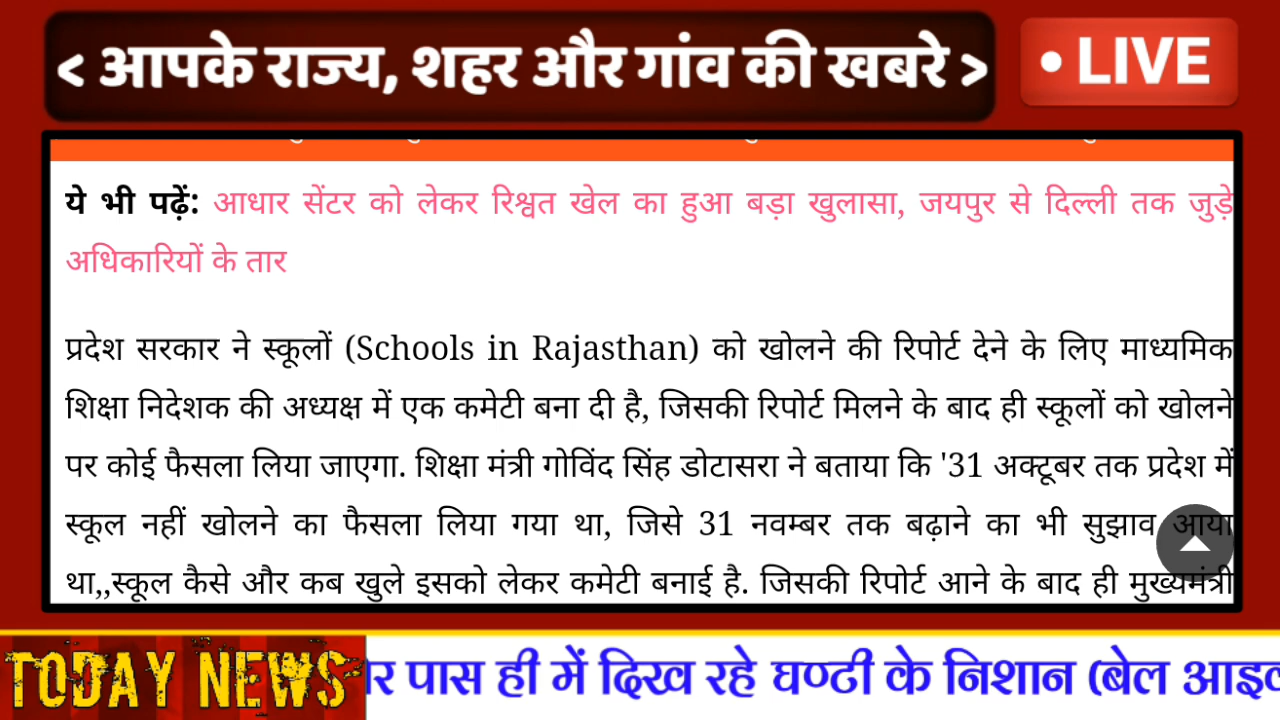 < आपके राज्य, शहर और गांव की खबरे >
• LIVE
ये भी पढ़ें: आधार सेंटर को लेकर रिश्वत खेल का हुआ बड़ा खुलासा, जयपुर से दिल्ली तक जुड़े
अधिकारियों के तार
प्रदेश सरकार ने स्कूलों (Schools in Rajasthan) को खोलने की रिपोर्ट देने के लिए माध्यमिक
शिक्षा निदेशक की अध्यक्ष में एक कमेटी बना दी है, जिसकी रिपोर्ट मिलने के बाद ही स्कूलों को खोलने
पर कोई फैसला लिया जाएगा. शिक्षा मंत्री गोविंद सिंह डोटासरा ने बताया कि '31 अक्टूबर तक प्रदेश में
स्कूल नहीं खोलने का फैसला लिया गया था, जिसे 31 नवम्बर तक बढ़ाने का भी सुझाव आया
था,,स्कूल कैसे और कब खुले इसको लेकर कमेटी बनाई है. जिसकी रिपोर्ट आने के बाद ही मुख्यमंत्री
TODAY NEWS
पास ही में दिख रहे घण्टी के निशान (बेल